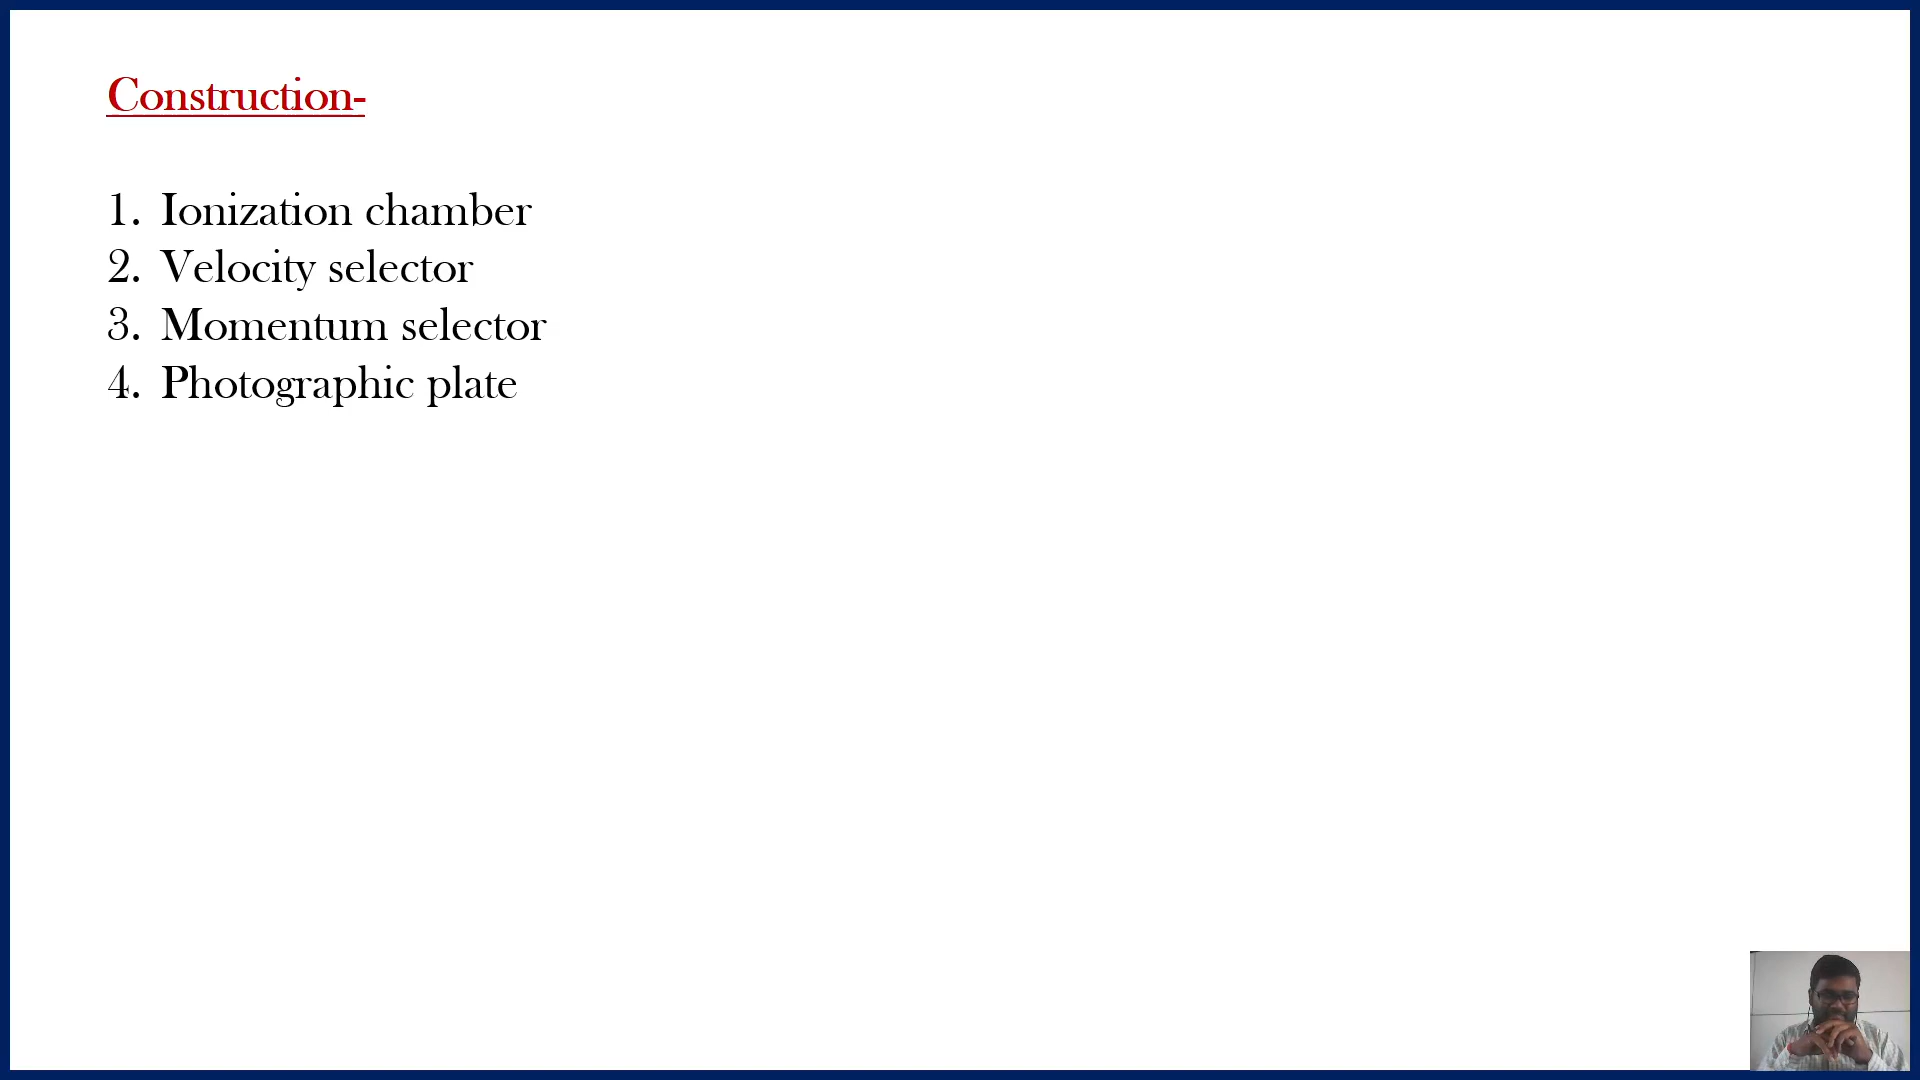 Construction-
1. Ionization chamber
2. Velocity selector
3. Momentum selector
4. Photographic plate